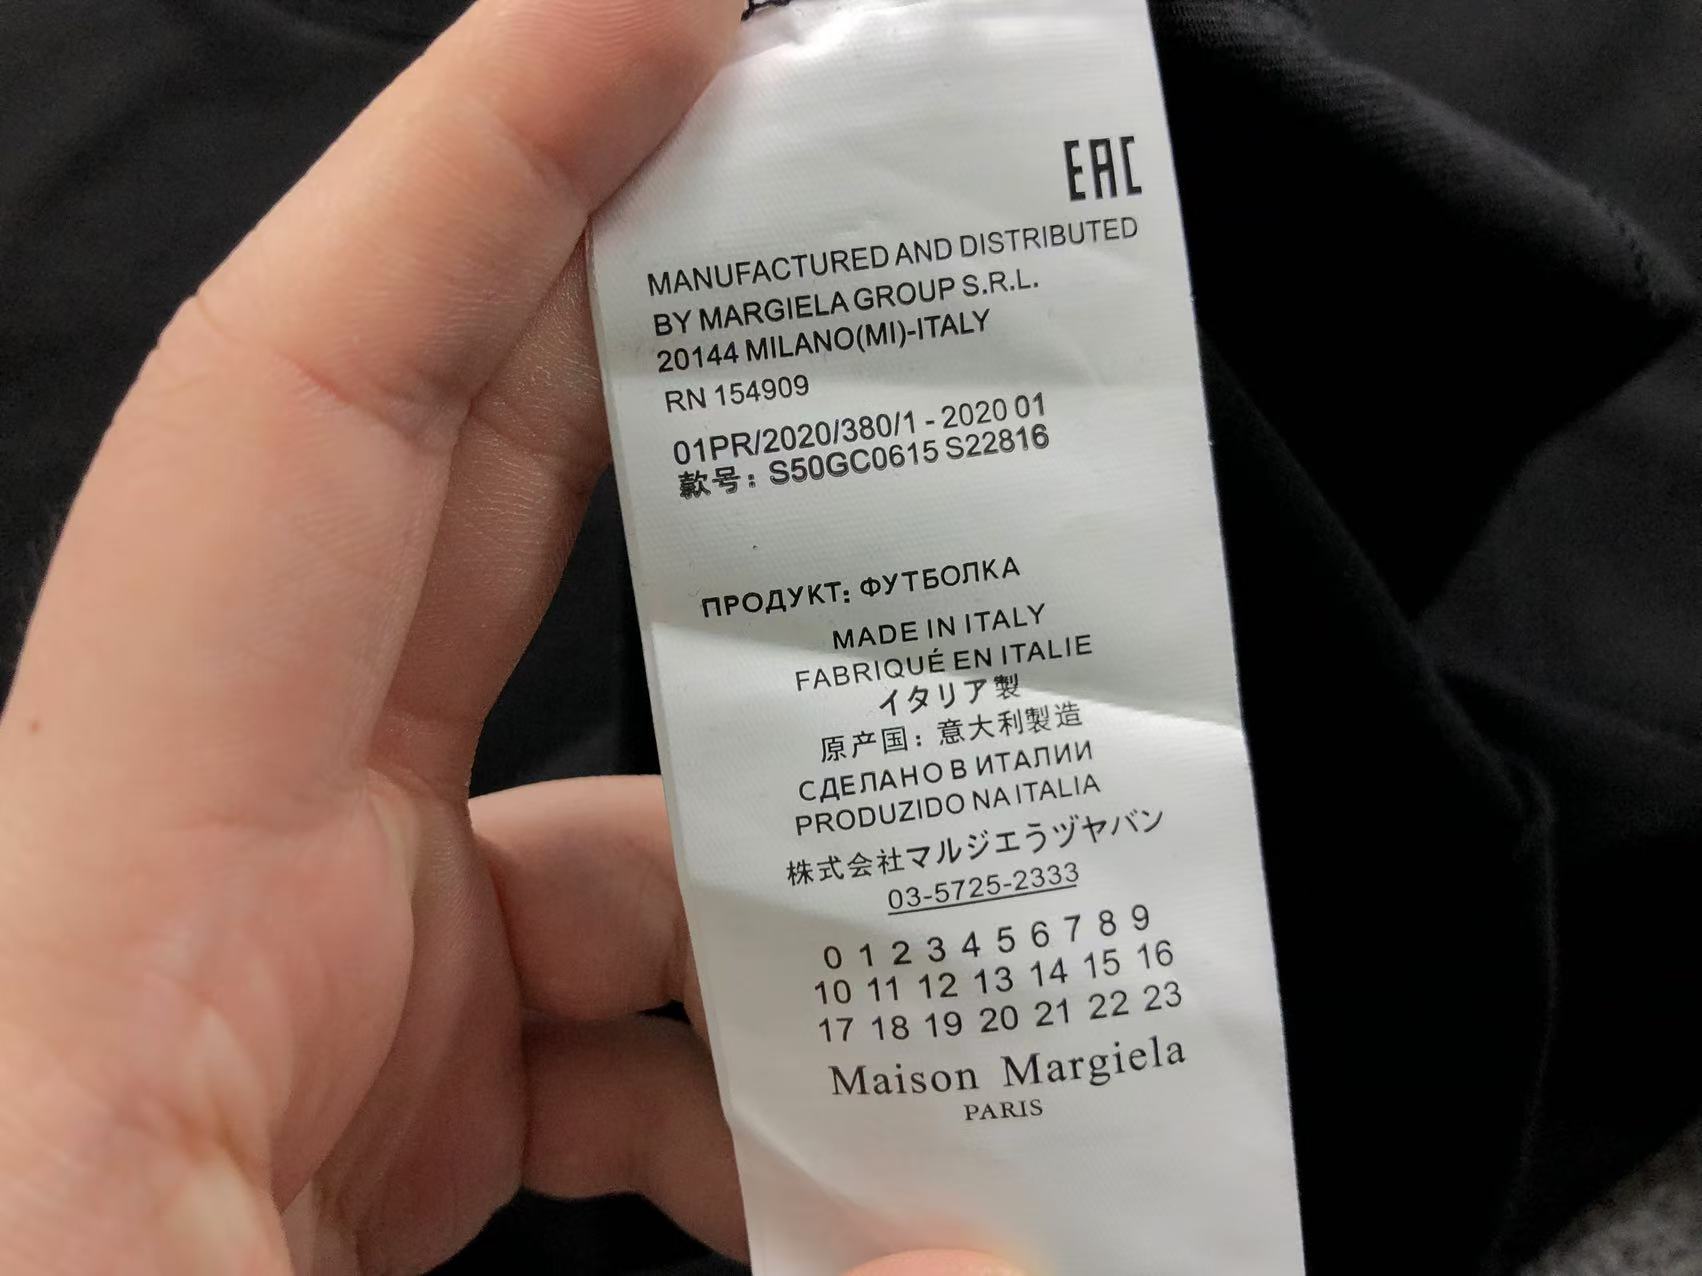 EAC
MANUFACTURED AND DISTRIBUTED
BY MARGIELA GROUP S.R.L.
20144 MILANO(MI)-ITALY
RN 154909
01PR/2020/380/1 - 2020 01
款号: S50GC0615 S22816
ПРОДУКТ: ФУТБОЛКА
MADE IN ITALY
FABRIQUÉ EN ITALIE
イタリア製
原产国: 意大利製造
СДЕЛАНО В ИТАЛИИ
PRODUZIDO NA ITALIA
株式会社マルジエうヅヤバン
03-5725-2333
0 1 2 3 4 5 6 7 8 9
10 11 12 13 14 15 16
17 18 19 20 21 22 23
Maison Margiela
PARIS